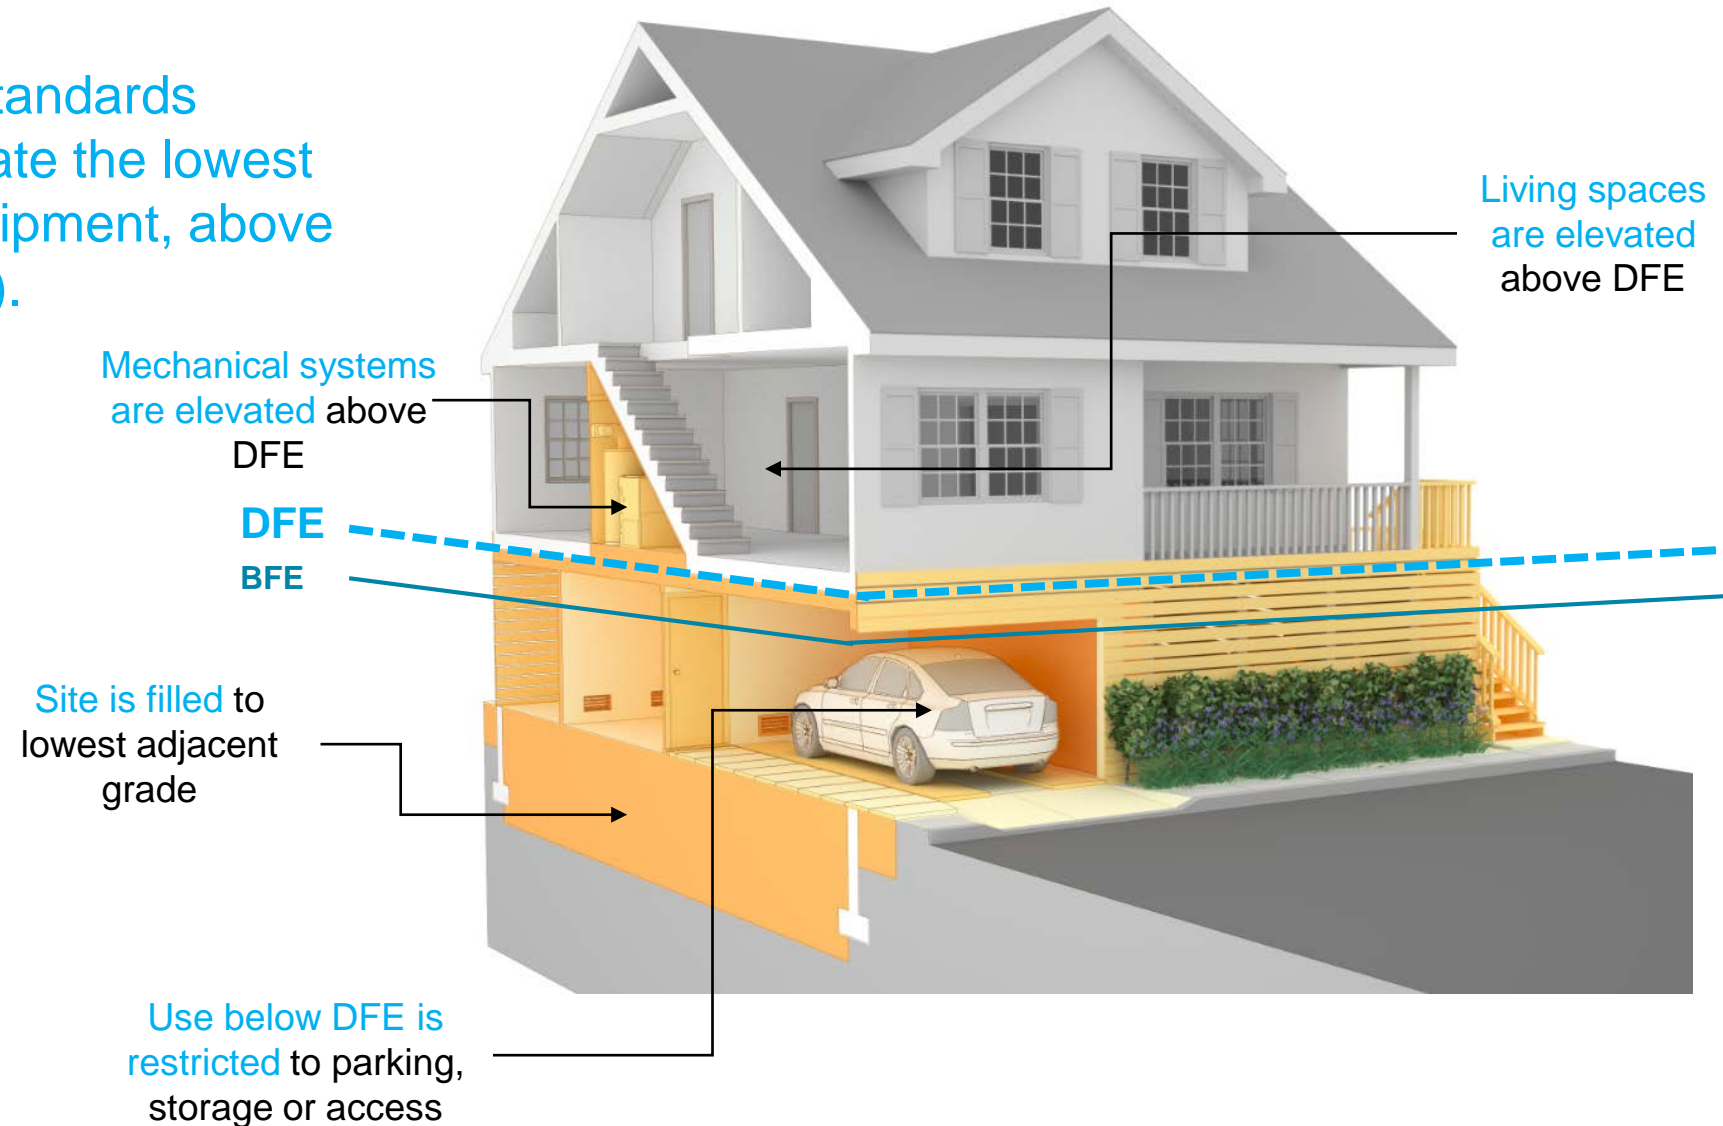 tandards
ate the lowest
ipment, above
).
Living spaces
are elevated
above DFE
Mechanical systems
are elevated above
DFE
DFE
BFE
Site is filled to
lowest adjacent
grade
Use below DFE is
restricted to parking,
storage or access